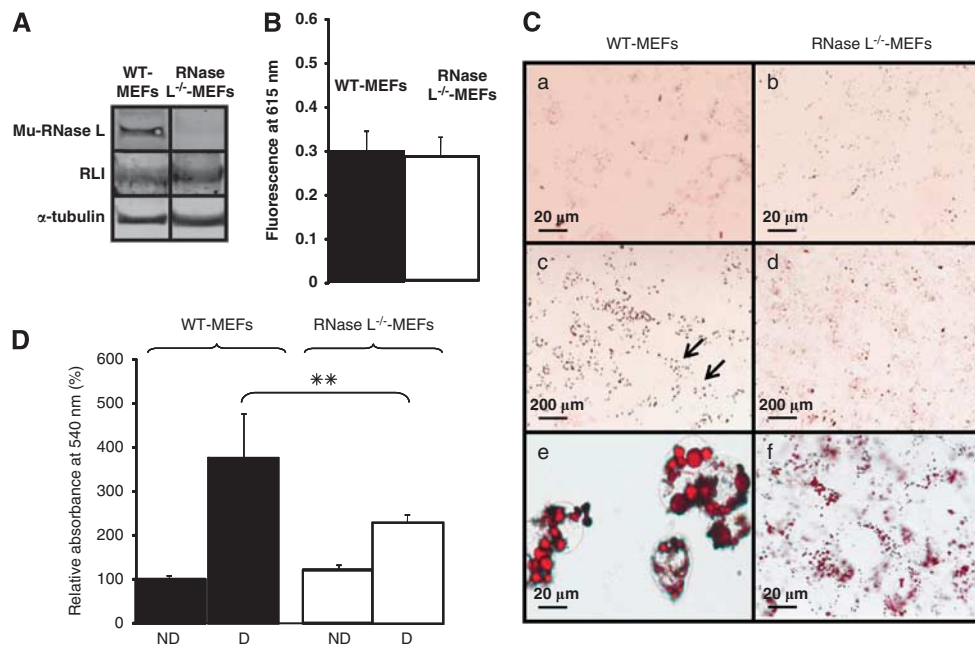 A
WT-
MEFs
RNase
L-/--MEFs
Mu-RNase L
RLI
α-tubulin
B
Fluorescence at 615 nm
0.6
0.5
0.4
0.3
0.2
0.1
0
WT-MEFs
RNase
L-/--MEFs
C
WT-MEFs
RNase L-/--MEFs
a
20 µm
b
20 µm
c
200 µm
d
200 µm
e
20 µm
f
20 µm
D
WT-MEFs
RNase L-/--MEFs
**
Relative absorbance at 540 nm (%)
600
500
400
300
200
100
0
ND
D
ND
D